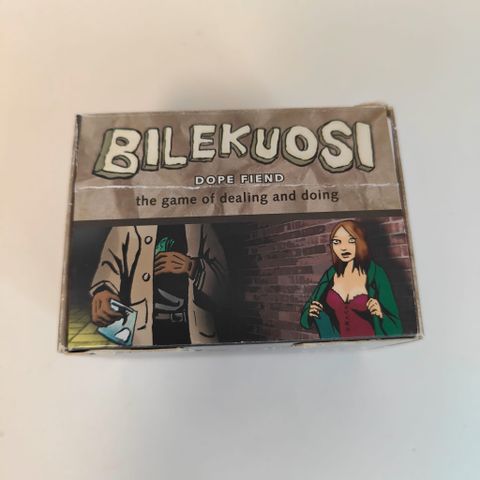 BILEKUOSI
DOPE FIEND
the game of dealing and doing